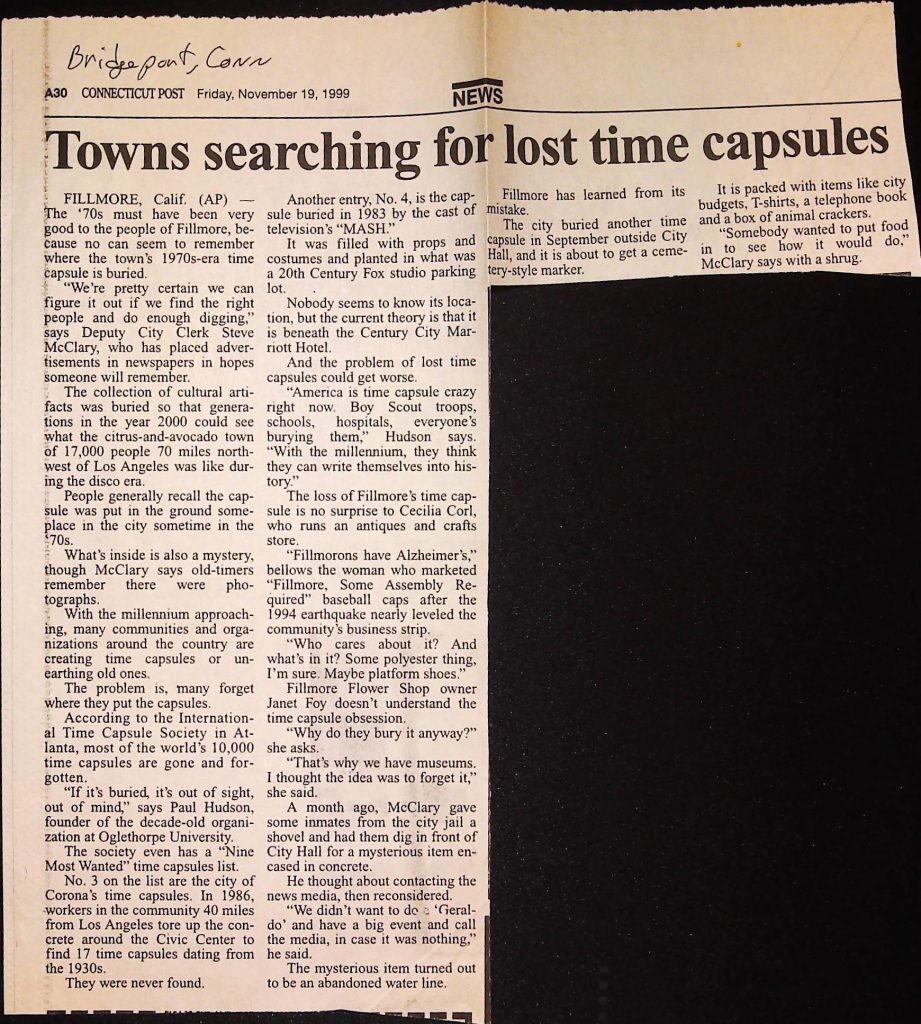 Bridgeport, Conn
A30 CONNECTICUT POST Friday, November 19, 1999
NEWS
Towns searching for lost time capsules
FILLMORE, Calif. (AP) —
The '70s must have been very
good to the people of Fillmore, be-
cause no can seem to remember
where the town's 1970s-era time
capsule is buried.
"We're pretty certain we can
figure it out if we find the right
people and do enough digging,"
says Deputy City Clerk Steve
McClary, who has placed adver-
tisements in newspapers in hopes
someone will remember.
The collection of cultural arti-
facts was buried so that genera-
tions in the year 2000 could see
what the citrus-and-avocado town
of 17,000 people 70 miles north-
west of Los Angeles was like dur-
ing the disco era.
People generally recall the cap-
sule was put in the ground some-
place in the city sometime in the
'70s.
What's inside is also a mystery,
though McClary says old-timers
remember there were pho-
tographs.
With the millennium approach-
ing, many communities and orga-
nizations around the country are
creating time capsules or un-
earthing old ones.
The problem is, many forget
where they put the capsules.
According to the Internation-
al Time Capsule Society in At-
lanta, most of the world's 10,000
time capsules are gone and for-
gotten.
"If it's buried, it's out of sight,
out of mind," says Paul Hudson,
founder of the decade-old organi-
zation at Oglethorpe University.
The society even has a "Nine
Most Wanted" time capsules list.
No. 3 on the list are the city of
Corona's time capsules. In 1986,
workers in the community 40 miles
from Los Angeles tore up the con-
crete around the Civic Center to
find 17 time capsules dating from
the 1930s.
They were never found.
Another entry, No. 4, is the cap-
sule buried in 1983 by the cast of
television's "MASH."
It was filled with props and
costumes and planted in what was
a 20th Century Fox studio parking
lot.
Nobody seems to know its loca-
tion, but the current theory is that it
is beneath the Century City Mar-
riott Hotel.
And the problem of lost time
capsules could get worse.
"America is time capsule crazy
right now. Boy Scout troops,
schools, hospitals, everyone's
burying them," Hudson says.
"With the millennium, they think
they can write themselves into his-
tory."
The loss of Fillmore's time cap-
sule is no surprise to Cecilia Corl,
who runs an antiques and crafts
store.
"Fillmorons have Alzheimer's,"
bellows the woman who marketed
"Fillmore, Some Assembly Re-
quired" baseball caps after the
1994 earthquake nearly leveled the
community's business strip.
"Who cares about it? And
what's in it? Some polyester thing,
I'm sure. Maybe platform shoes."
Fillmore Flower Shop owner
Janet Foy doesn't understand the
time capsule obsession.
"Why do they bury it anyway?"
she asks.
"That's why we have museums.
I thought the idea was to forget it,"
she said.
A month ago, McClary gave
some inmates from the city jail a
shovel and had them dig in front of
City Hall for a mysterious item en-
cased in concrete.
He thought about contacting the
news media, then reconsidered.
"We didn't want to do a 'Geral-
do' and have a big event and call
the media, in case it was nothing,"
he said.
The mysterious item turned out
to be an abandoned water line.
Fillmore has learned from its
mistake.
The city buried another time
capsule in September outside City
Hall, and it is about to get a ceme-
tery-style marker.
It is packed with items like city
budgets, T-shirts, a telephone book
and a box of animal crackers.
"Somebody wanted to put food
in to see how it would do,"
McClary says with a shrug.